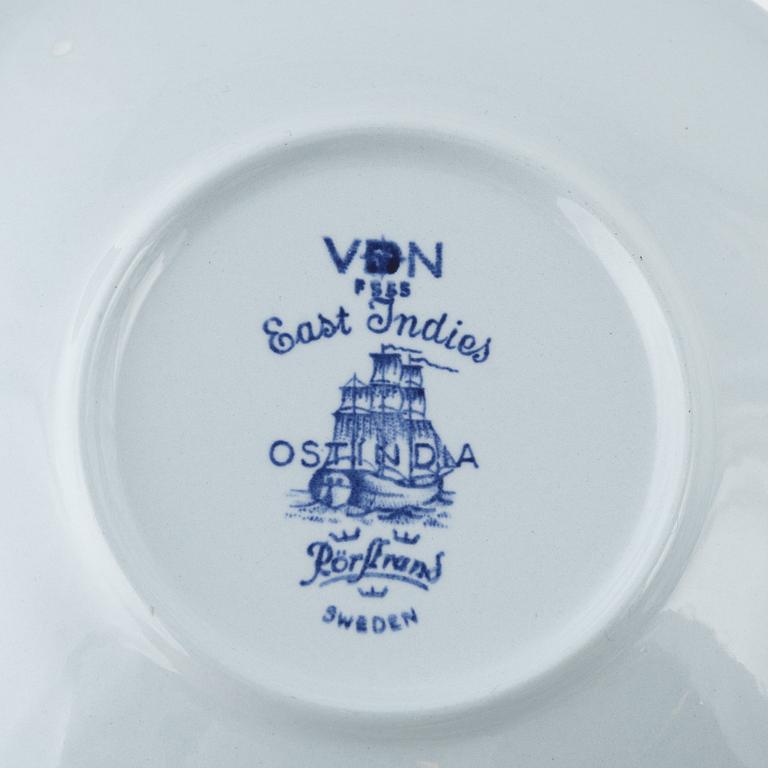 VDN
F555
East Indies
OSTINDIA
Rörstrand
SWEDEN